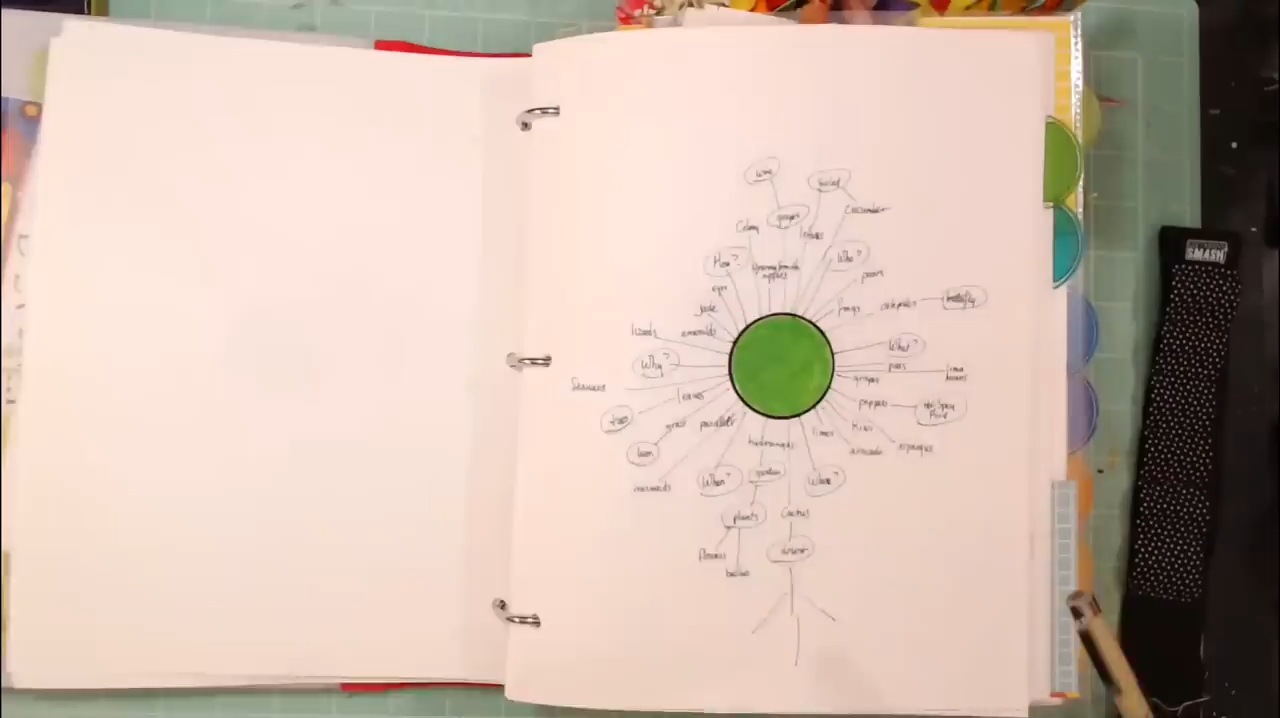 wine
salad
grapes
Cucumber
Celery
lettuce
How?
Who?
Granny Smith
apples
pears
eyes
frogs
caterpillar
butterfly
Jade
lizards
emeralds
What?
Why?
peas
lima
beans
grapes
Seaweed
leaves
trees
peppers
grass
limes
Kiwi
hydrangea
lawn
avocado
asparagus
mermaids
When?
garden
Where?
plants
Cactus
desert
flowers
SMASH